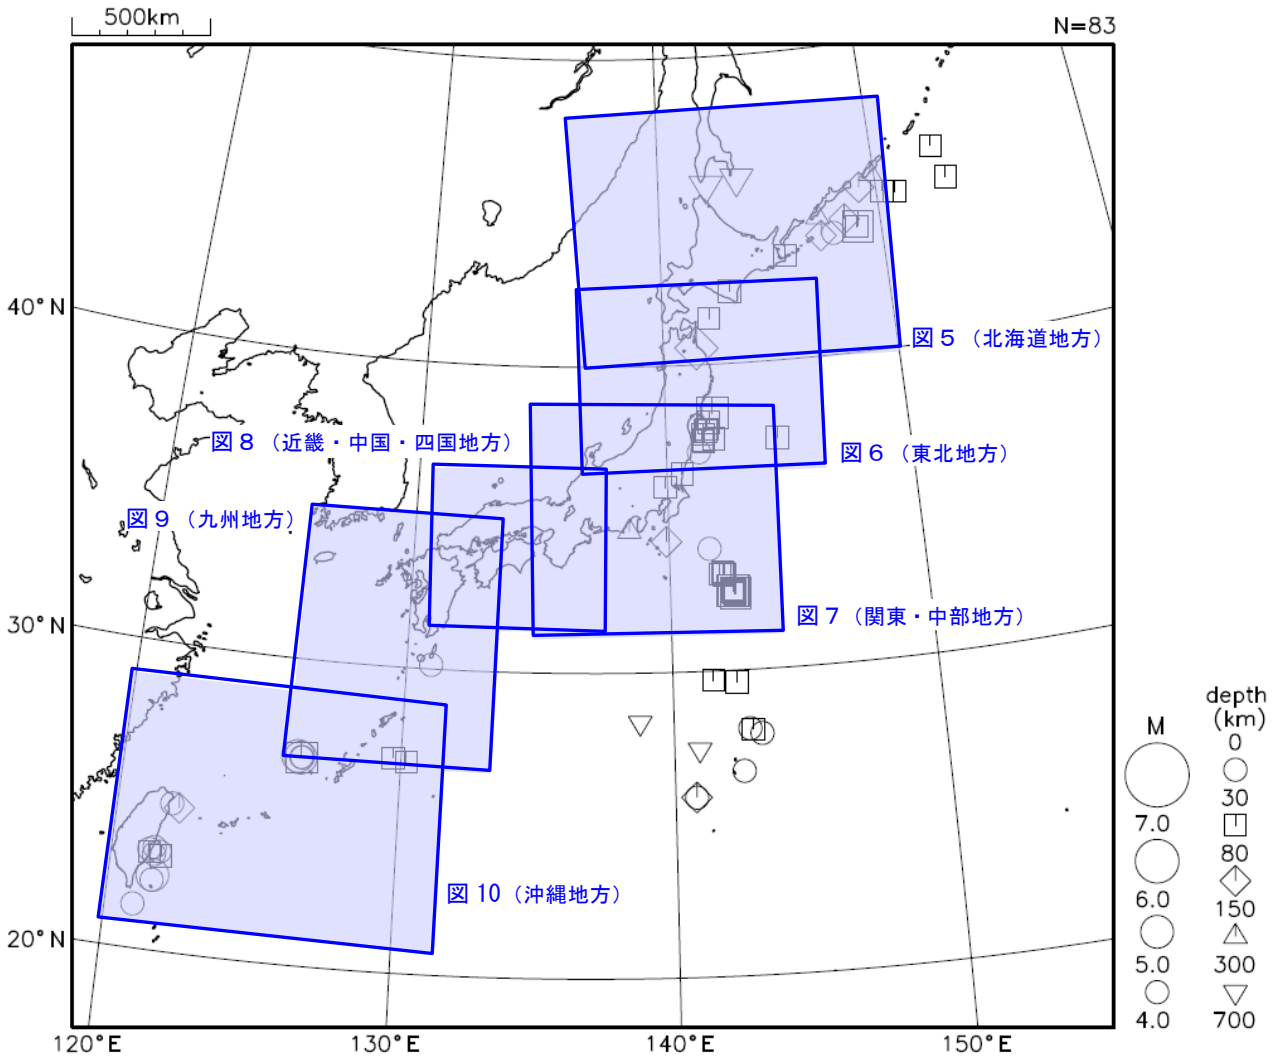 500km
N=83
40°N
図5（北海道地方）
図8（近畿・中国・四国地方）
図6（東北地方）
図9（九州地方）
図7（関東・中部地方）
30°N
図10（沖縄地方）
20°N
120°E
130°E
140°E
150°E
M
7.0
6.0
5.0
4.0
depth
(km)
0
30
80
150
300
700